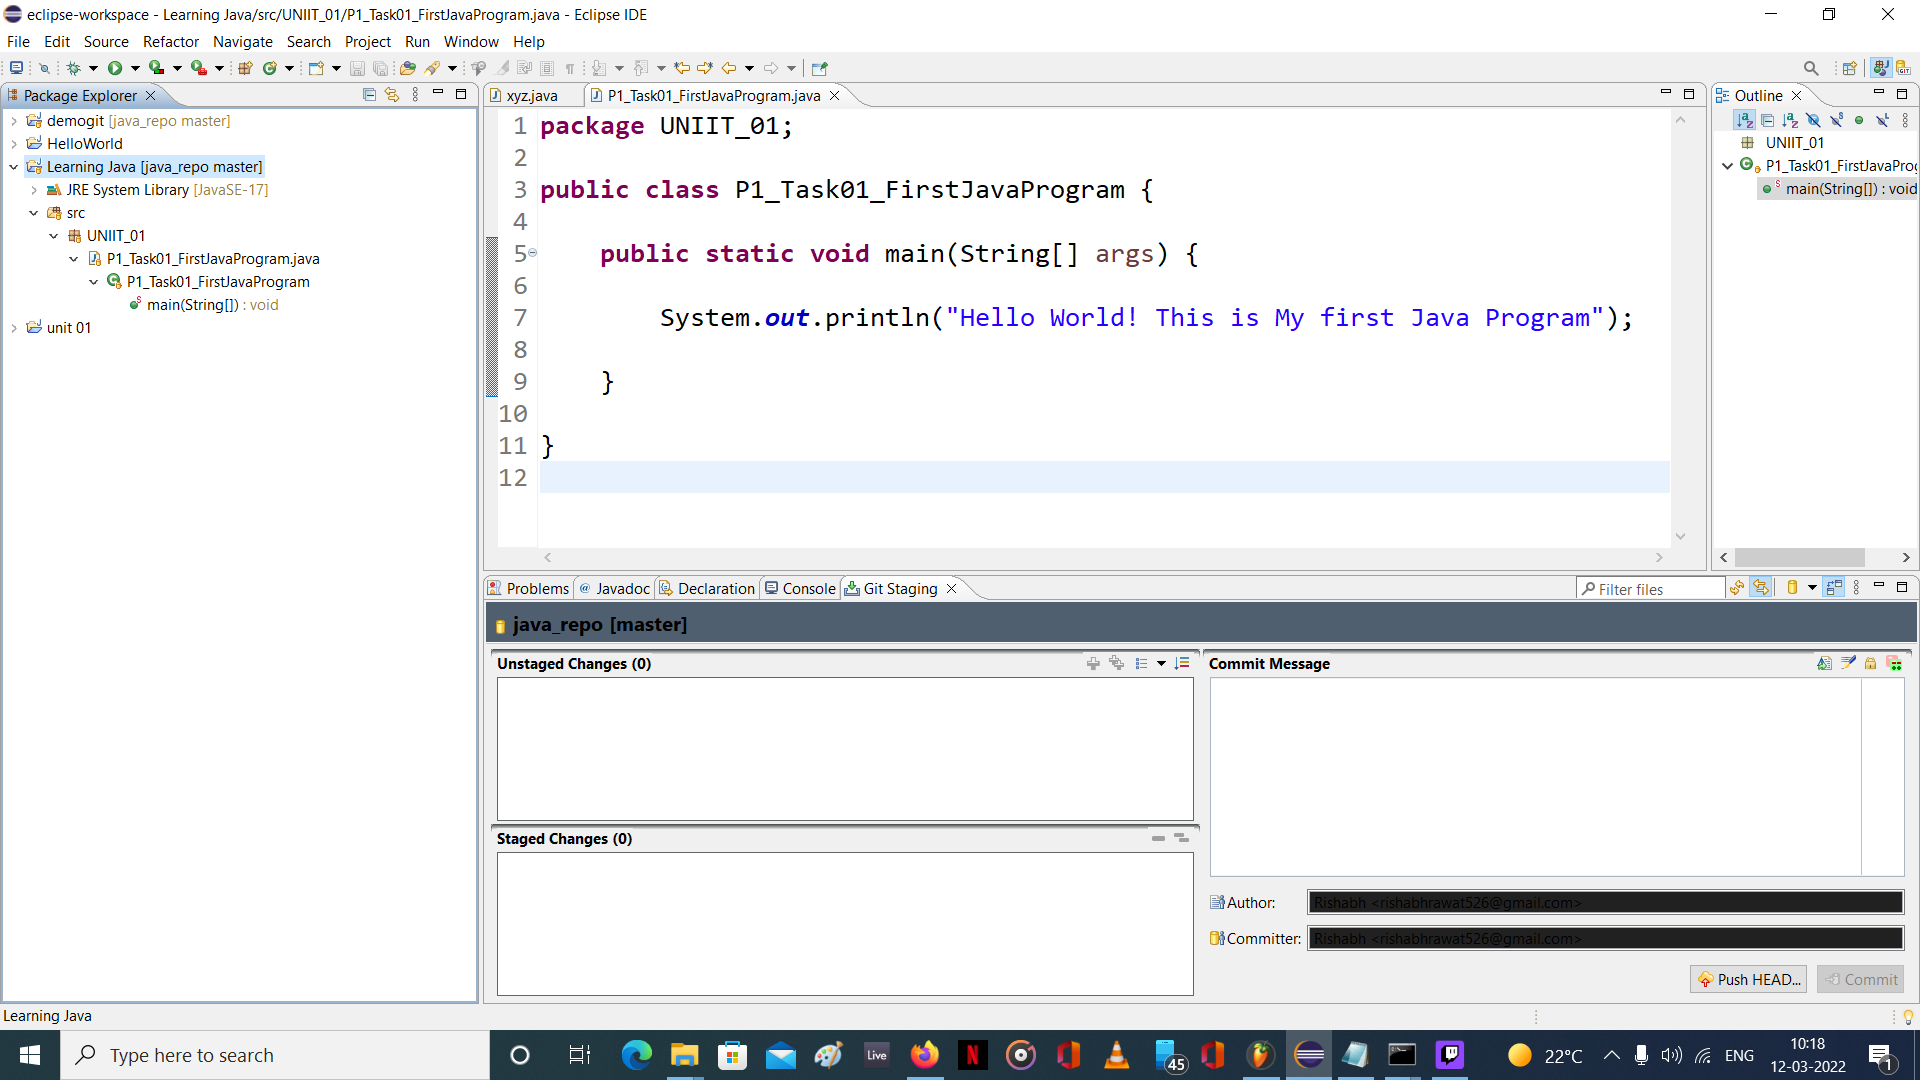 eclipse-workspace - Learning Java/src/UNIIT_01/P1_Task01_FirstJavaProgram.java - Eclipse IDE
File Edit Source Refactor Navigate Search Project Run Window Help
Package Explorer
demogit [java_repo master]
HelloWorld
Learning Java [java_repo master]
JRE System Library [JavaSE-17]
src
UNIIT_01
P1_Task01_FirstJavaProgram.java
P1_Task01_FirstJavaProgram
main(String[]) : void
unit 01
xyz.java P1_Task01_FirstJavaProgram.java
1 package UNIIT_01;
2
3 public class P1_Task01_FirstJavaProgram {
4
5 public static void main(String[] args) {
6
7 System.out.println("Hello World! This is My first Java Program");
8
9 }
10
11 }
12
Outline
UNIIT_01
P1_Task01_FirstJavaProg
main(String[]) : void
Problems Javadoc Declaration Console Git Staging
Filter files
java_repo [master]
Unstaged Changes (0)
Staged Changes (0)
Commit Message
Author: Rishabh <rishabhrawat526@gmail.com>
Committer: Rishabh <rishabhrawat526@gmail.com>
Push HEAD... Commit
Learning Java
Type here to search
Live
N
45
22°C
ENG
10:18
12-03-2022
1